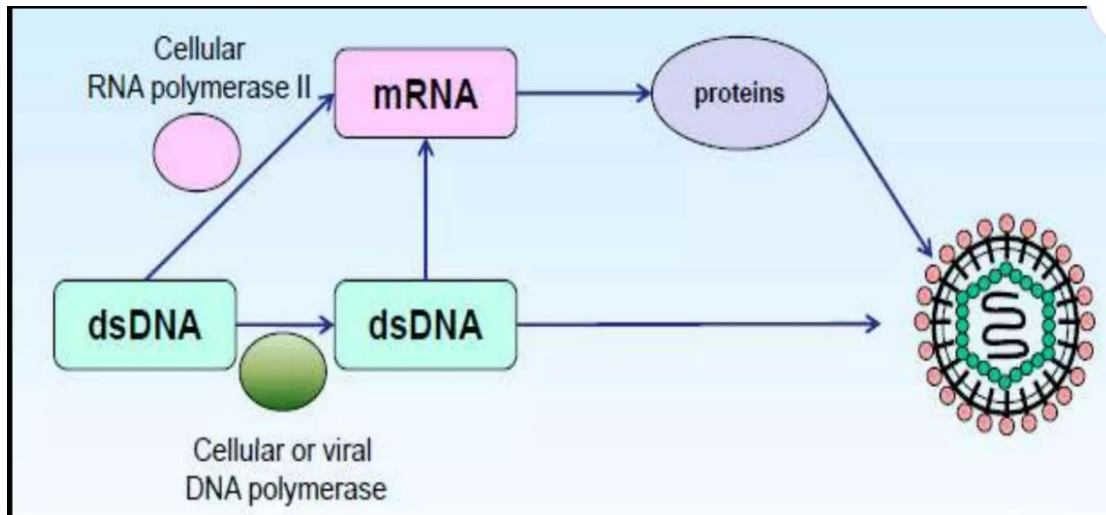 Cellular
RNA polymerase II
mRNA
proteins
dsDNA
dsDNA
Cellular or viral
DNA polymerase